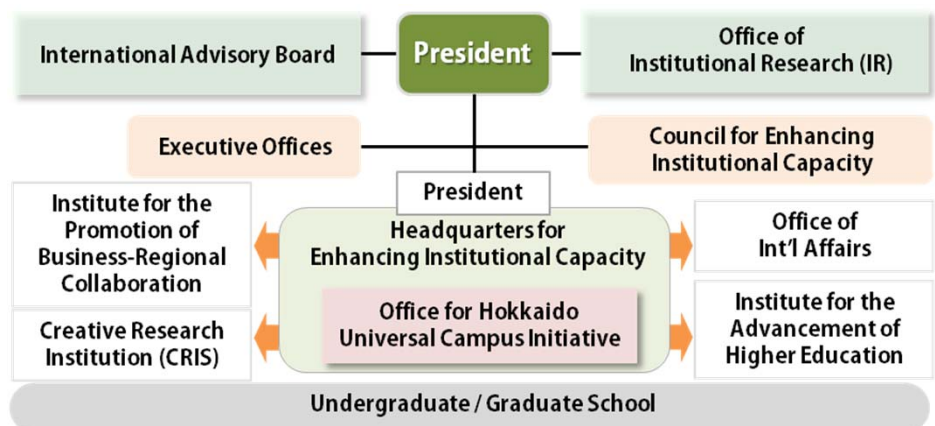 International Advisory Board
President
Office of
Institutional Research (IR)
Executive Offices
Council for Enhancing
Institutional Capacity
President
Institute for the
Promotion of
Business-Regional
Collaboration
Headquarters for
Enhancing Institutional Capacity
Office of
Int'l Affairs
Creative Research
Institution (CRIS)
Office for Hokkaido
Universal Campus Initiative
Institute for the
Advancement of
Higher Education
Undergraduate / Graduate School